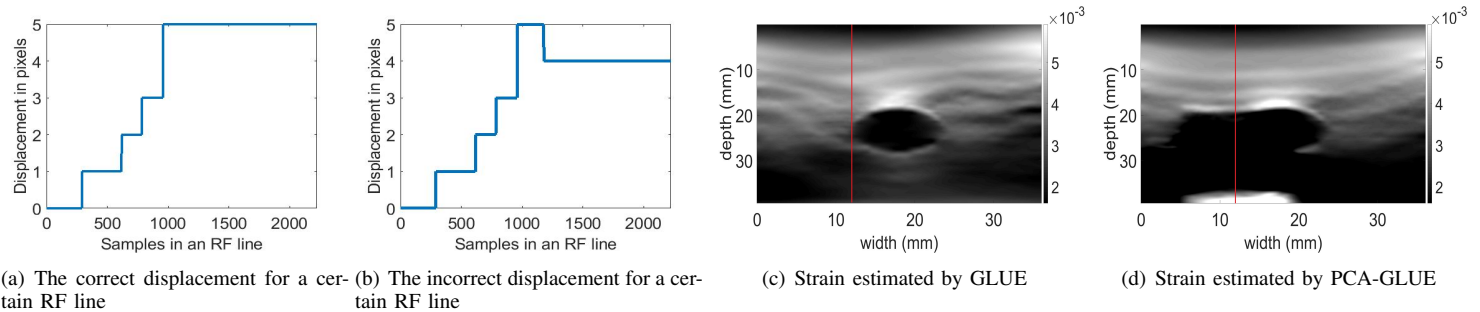 5
4
3
2
1
0
Displacement in pixels
0 500 1000 1500 2000
Samples in an RF line
5
4
3
2
1
0
Displacement in pixels
0 500 1000 1500 2000
Samples in an RF line
×10⁻³
10
20
30
depth (mm)
0 10 20 30
width (mm)
5
4
3
2
×10⁻³
10
20
30
depth (mm)
0 10 20 30
width (mm)
5
4
3
2
(a) The correct displacement for a cer-
tain RF line
(b) The incorrect displacement for a cer-
tain RF line
(c) Strain estimated by GLUE
(d) Strain estimated by PCA-GLUE